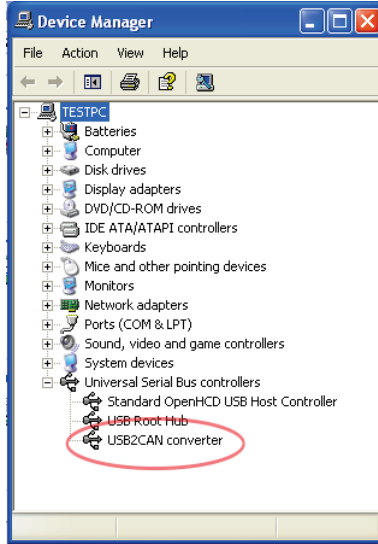 Device Manager
File Action View Help
TESTPC
Batteries
Computer
Disk drives
Display adapters
DVD/CD-ROM drives
IDE ATA/ATAPI controllers
Keyboards
Mice and other pointing devices
Monitors
Network adapters
Ports (COM & LPT)
Sound, video and game controllers
System devices
Universal Serial Bus controllers
Standard OpenHCD USB Host Controller
USB Root Hub
USB2CAN converter